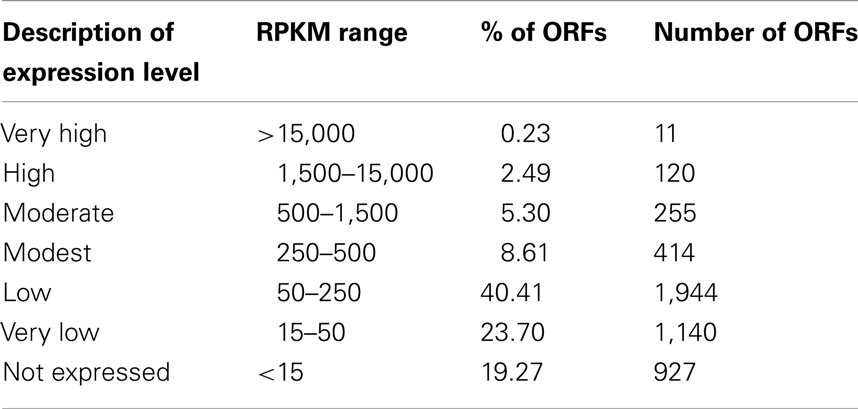 Description of RPKM range % of ORFs Number of ORFs
expression level
Very high >15,000 0.23 11
High 1,500–15,000 2.49 120
Moderate 500–1,500 5.30 255
Modest 250–500 8.61 414
Low 50–250 40.41 1,944
Very low 15–50 23.70 1,140
Not expressed <15 19.27 927